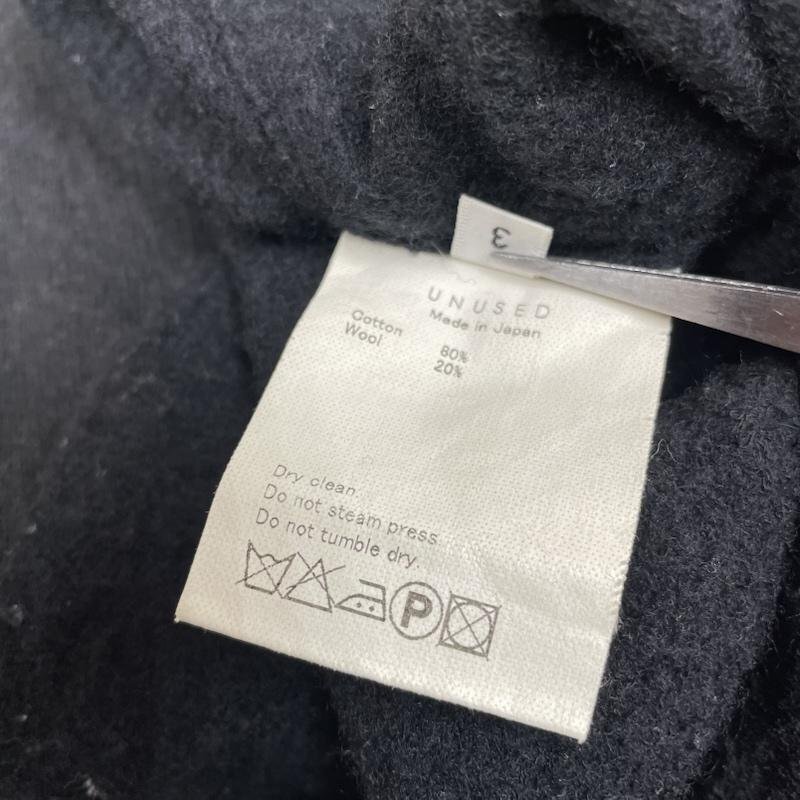 3
UNUSED
Made in Japan
Cotton 80%
Wool 20%
Dry clean.
Do not steam press.
Do not tumble dry.
P